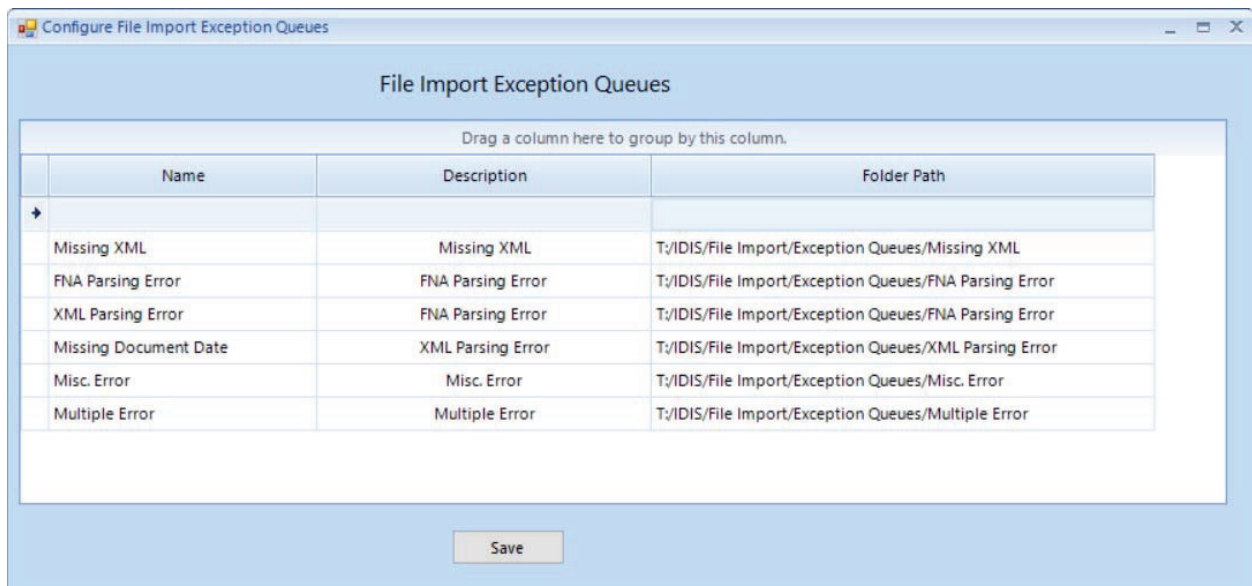 Configure File Import Exception Queues
File Import Exception Queues
Drag a column here to group by this column.
Name Description Folder Path
Missing XML Missing XML T:/IDIS/File Import/Exception Queues/Missing XML
FNA Parsing Error FNA Parsing Error T:/IDIS/File Import/Exception Queues/FNA Parsing Error
XML Parsing Error FNA Parsing Error T:/IDIS/File Import/Exception Queues/FNA Parsing Error
Missing Document Date XML Parsing Error T:/IDIS/File Import/Exception Queues/XML Parsing Error
Misc. Error Misc. Error T:/IDIS/File Import/Exception Queues/Misc. Error
Multiple Error Multiple Error T:/IDIS/File Import/Exception Queues/Multiple Error
Save